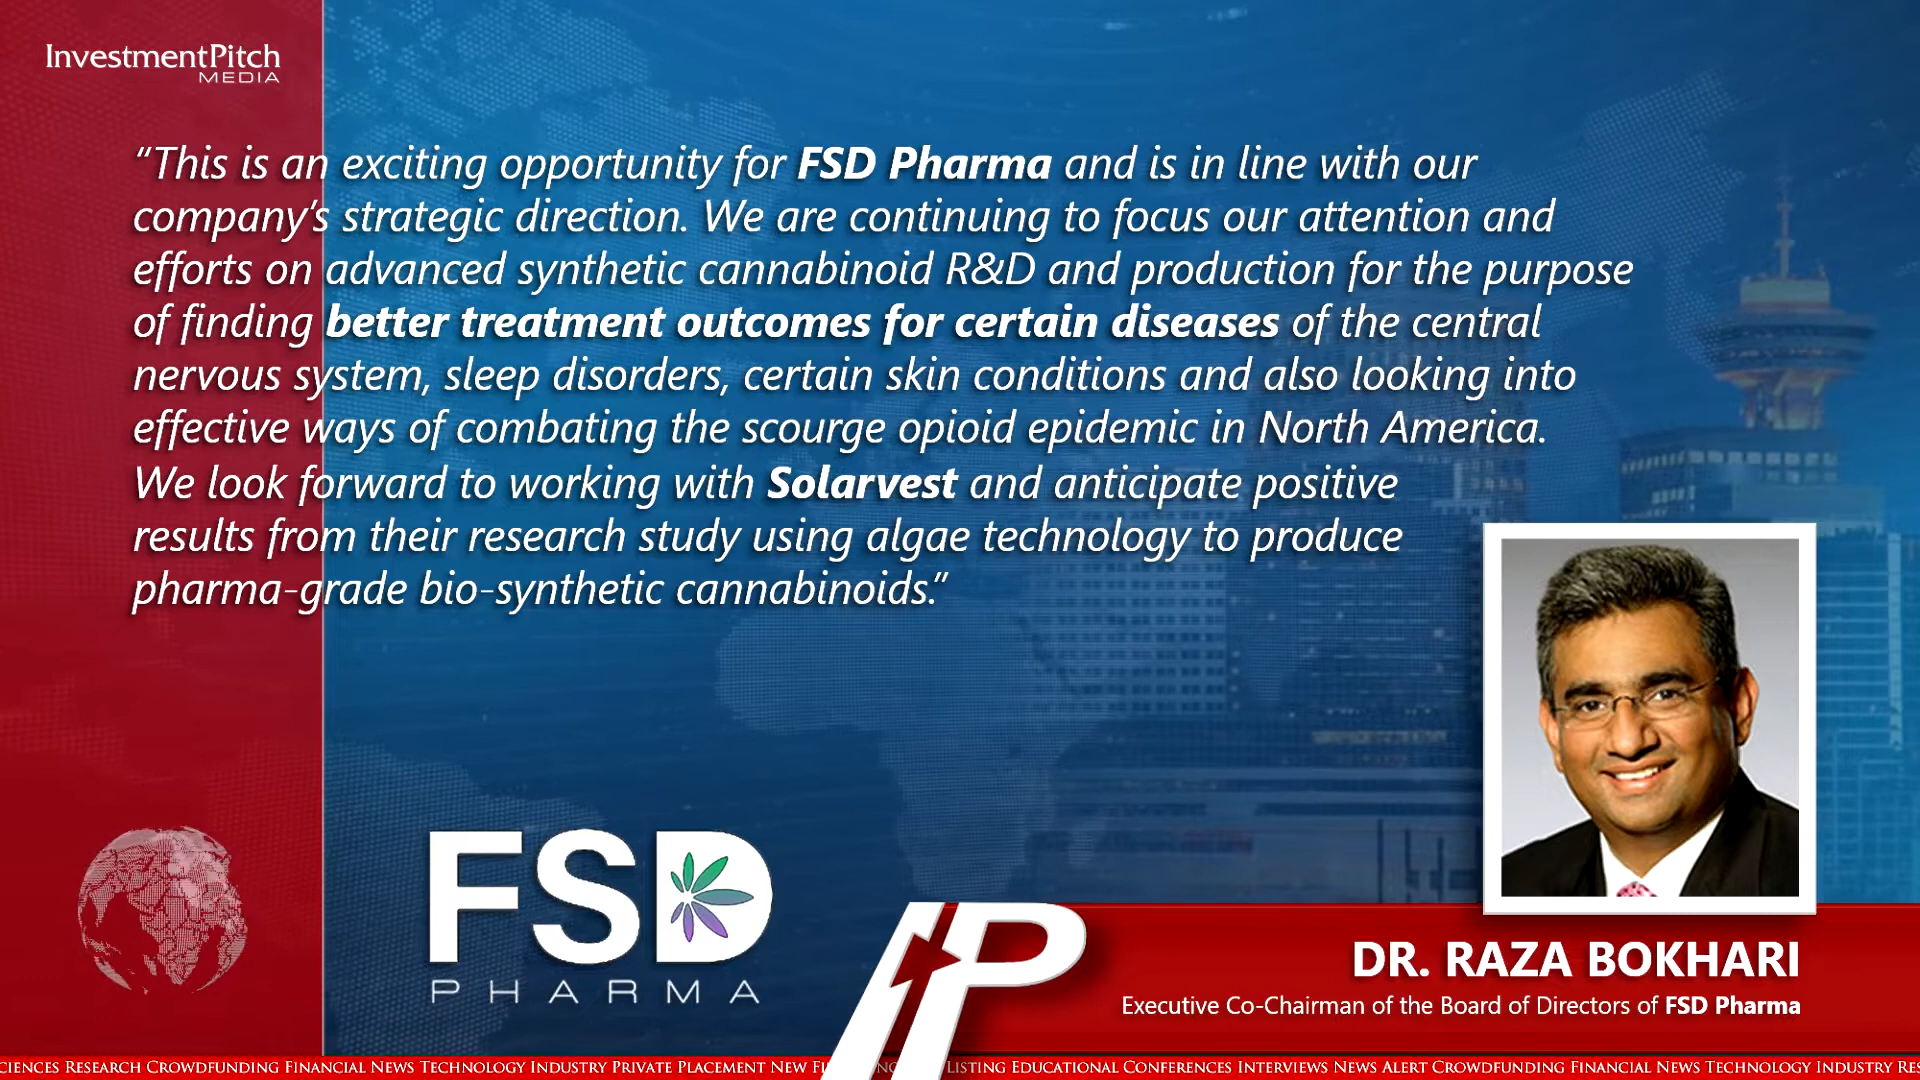 InvestmentPitch
MEDIA
“This is an exciting opportunity for FSD Pharma and is in line with our
company’s strategic direction. We are continuing to focus our attention and
efforts on advanced synthetic cannabinoid R&D and production for the purpose
of finding better treatment outcomes for certain diseases of the central
nervous system, sleep disorders, certain skin conditions and also looking into
effective ways of combating the scourge opioid epidemic in North America.
We look forward to working with Solarvest and anticipate positive
results from their research study using algae technology to produce
pharma-grade bio-synthetic cannabinoids.”
FSD
PHARMA
IP
DR. RAZA BOKHARI
Executive Co-Chairman of the Board of Directors of FSD Pharma
RESEARCH CROWDFUNDING FINANCIAL NEWS TECHNOLOGY INDUSTRY PRIVATE PLACEMENT NEW LISTING EDUCATIONAL CONFERENCES INTERVIEWS NEWS ALERT CROWDFUNDING FINANCIAL NEWS TECHNOLOGY INDUSTRY